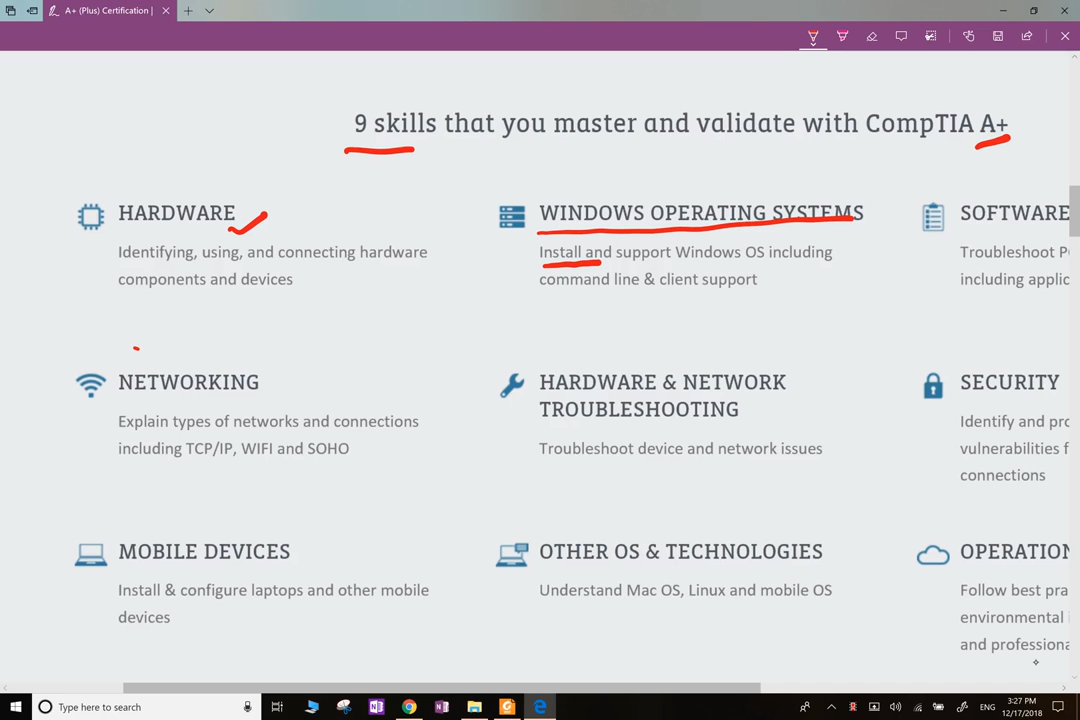 A+ (Plus) Certification |
9 skills that you master and validate with CompTIA A+
HARDWARE
Identifying, using, and connecting hardware
components and devices
WINDOWS OPERATING SYSTEMS
Install and support Windows OS including
command line & client support
SOFTWARE
Troubleshoot P
including applic
NETWORKING
Explain types of networks and connections
including TCP/IP, WIFI and SOHO
HARDWARE & NETWORK
TROUBLESHOOTING
Troubleshoot device and network issues
SECURITY
Identify and pro
vulnerabilities f
connections
MOBILE DEVICES
Install & configure laptops and other mobile
devices
OTHER OS & TECHNOLOGIES
Understand Mac OS, Linux and mobile OS
OPERATION
Follow best pra
environmental i
and professiona
Type here to search
ENG
3:27 PM
12/17/2018